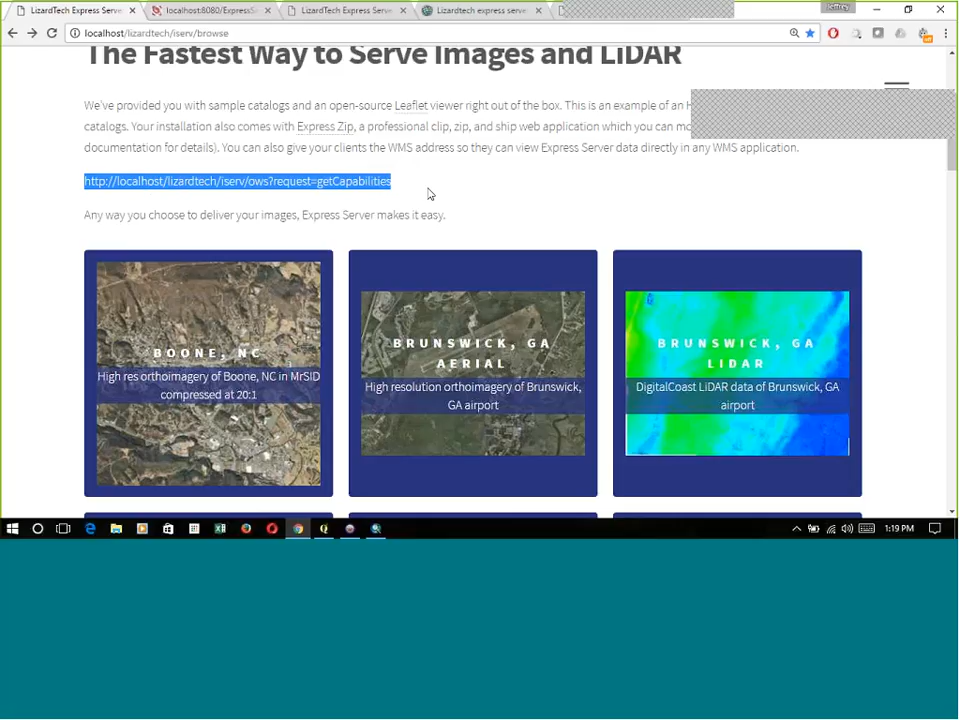 LizardTech Express Serve
localhost:8080/ExpressS
LizardTech Express Serve
Lizardtech express serve
Jeffrey
localhost/lizardtech/iserv/browse
The Fastest Way to Serve Images and LiDAR
We've provided you with sample catalogs and an open-source Leaflet viewer right out of the box. This is an example of an
catalogs. Your installation also comes with Express Zip, a professional clip, zip, and ship web application which you can
documentation for details). You can also give your clients the WMS address so they can view Express Server data directly in any WMS application.
http://localhost/lizardtech/iserv/ows?request=getCapabilities
Any way you choose to deliver your images, Express Server makes it easy.
BOONE, NC
High res orthoimagery of Boone, NC in MrSID
compressed at 20:1
BRUNSWICK, GA
AERIAL
High resolution orthoimagery of Brunswick,
GA airport
BRUNSWICK, GA
LIDAR
DigitalCoast LiDAR data of Brunswick, GA
airport
1:19 PM